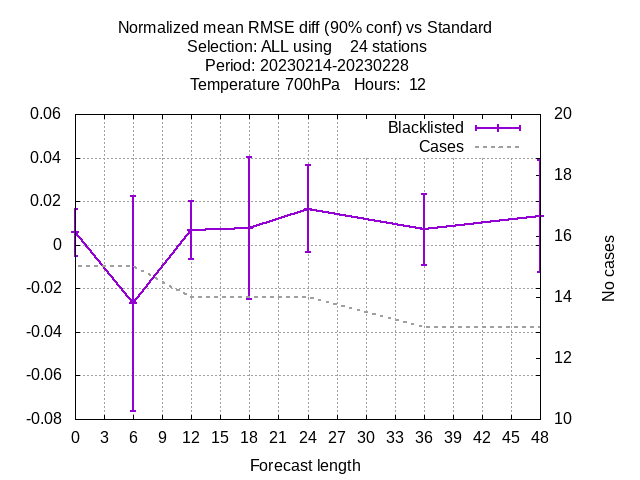 Normalized mean RMSE diff (90% conf) vs Standard
Selection: ALL using 24 stations
Period: 20230214-20230228
Temperature 700hPa Hours: 12
0.06
0.04
0.02
0
-0.02
-0.04
-0.06
-0.08
Blacklisted
Cases
20
18
16
14
12
10
No cases
0 3 6 9 12 15 18 21 24 27 30 33 36 39 42 45 48
Forecast length